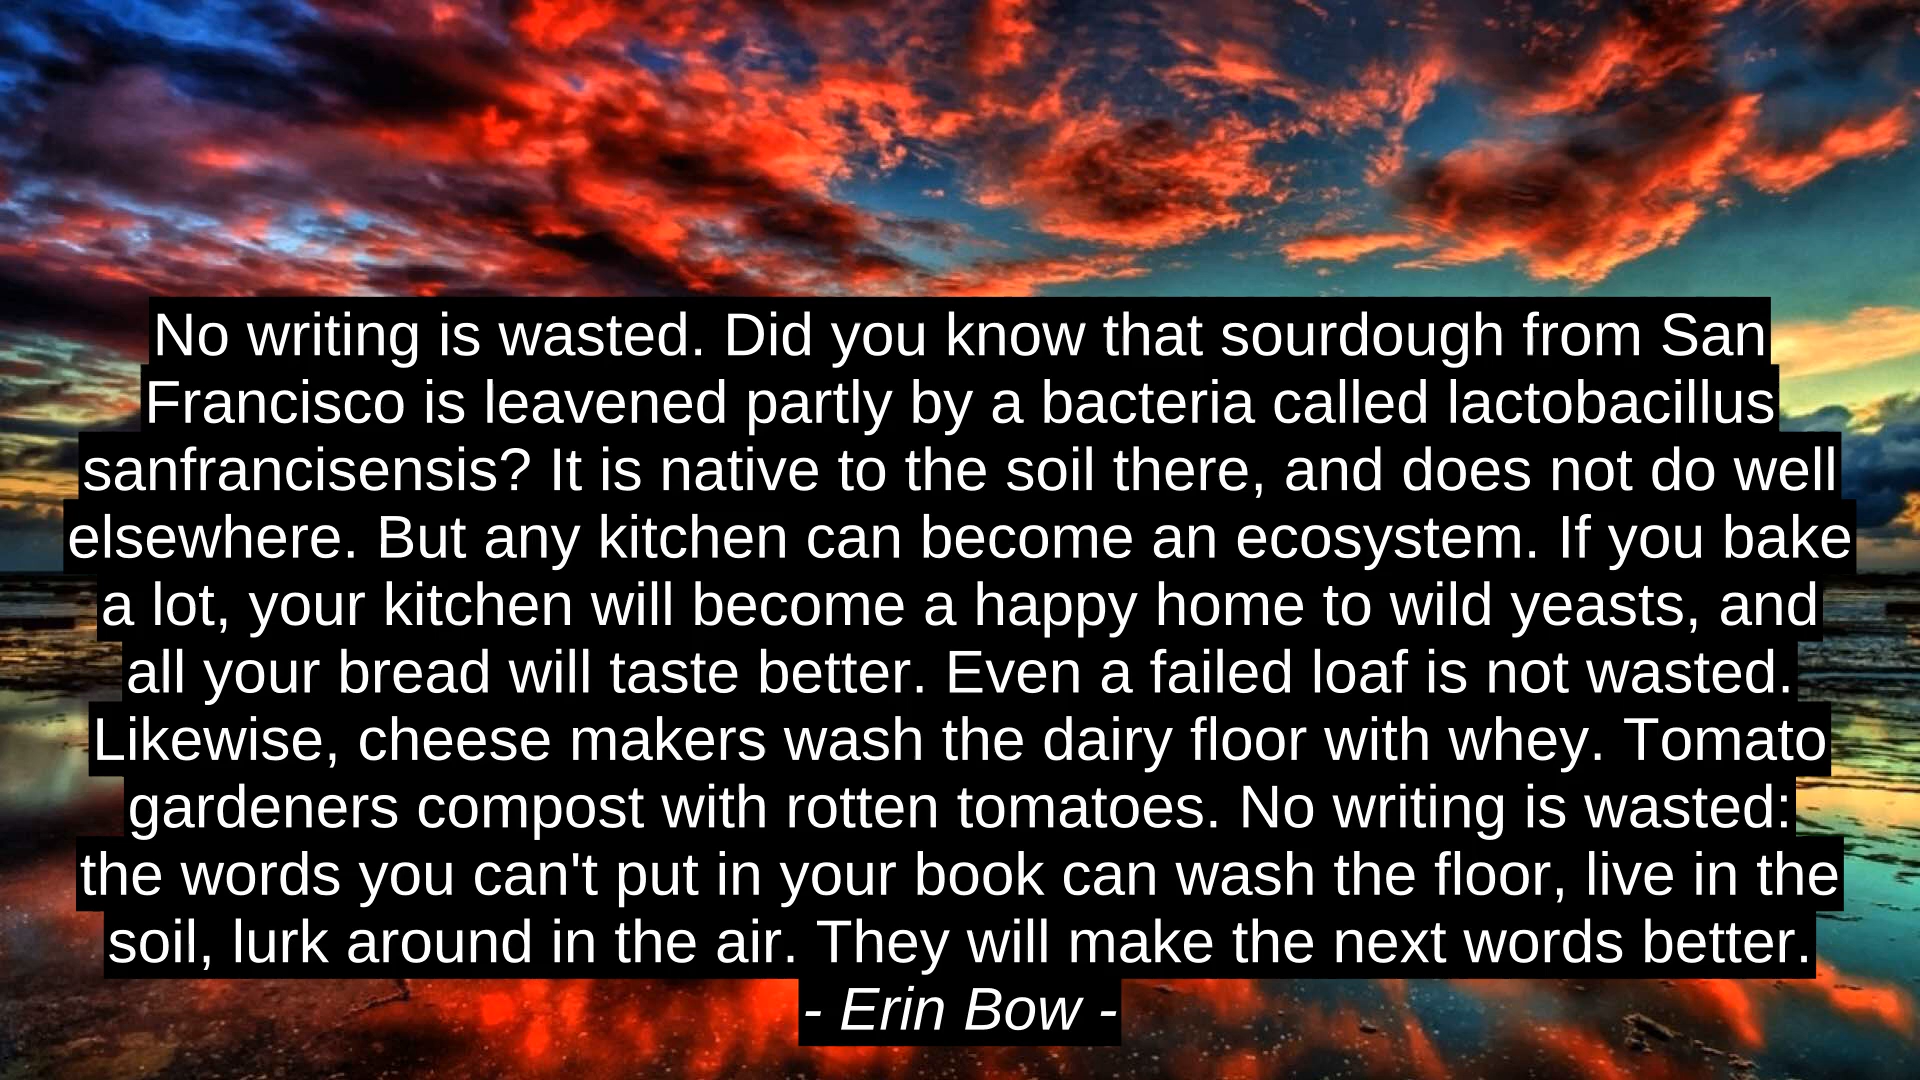 No writing is wasted. Did you know that sourdough from San
Francisco is leavened partly by a bacteria called lactobacillus
sanfrancisensis? It is native to the soil there, and does not do well
elsewhere. But any kitchen can become an ecosystem. If you bake
a lot, your kitchen will become a happy home to wild yeasts, and
all your bread will taste better. Even a failed loaf is not wasted.
Likewise, cheese makers wash the dairy floor with whey. Tomato
gardeners compost with rotten tomatoes. No writing is wasted:
the words you can't put in your book can wash the floor, live in the
soil, lurk around in the air. They will make the next words better.
- Erin Bow -